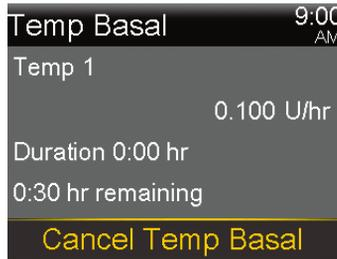 Temp Basal
9:00
AM
Temp 1
0.100 U/hr
Duration 0:00 hr
0:30 hr remaining
Cancel Temp Basal